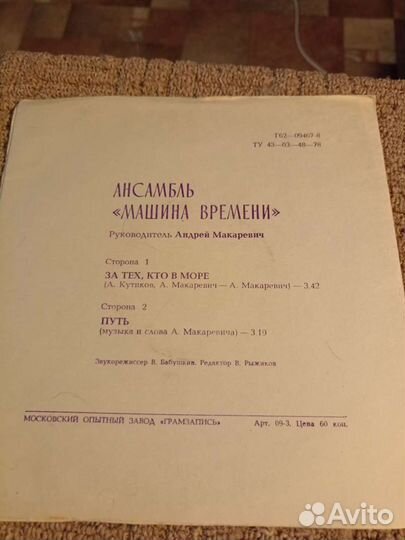 Г62—09467-8
ТУ 43—03—48—78
АНСАМБЛЬ
«МАШИНА ВРЕМЕНИ»
Руководитель Андрей Макаревич
Сторона 1
ЗА ТЕХ, КТО В МОРЕ
(А. Кутиков, А. Макаревич — А. Макаревич) — 3.42
Сторона 2
ПУТЬ
(музыка и слова А. Макаревича) — 3.10
Звукорежиссер В. Бабушкин. Редактор В. Рыжиков
МОСКОВСКИЙ ОПЫТНЫЙ ЗАВОД «ГРАМЗАПИСЬ» Арт. 09-3. Цена 60 коп.
Avito